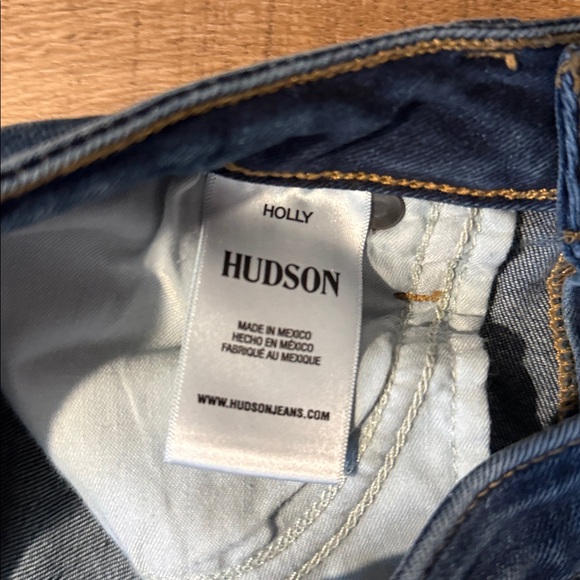 HOLLY
HUDSON
MADE IN MEXICO
HECHO EN MÉXICO
FABRIQUÉ AU MEXIQUE
WWW.HUDSONJEANS.COM